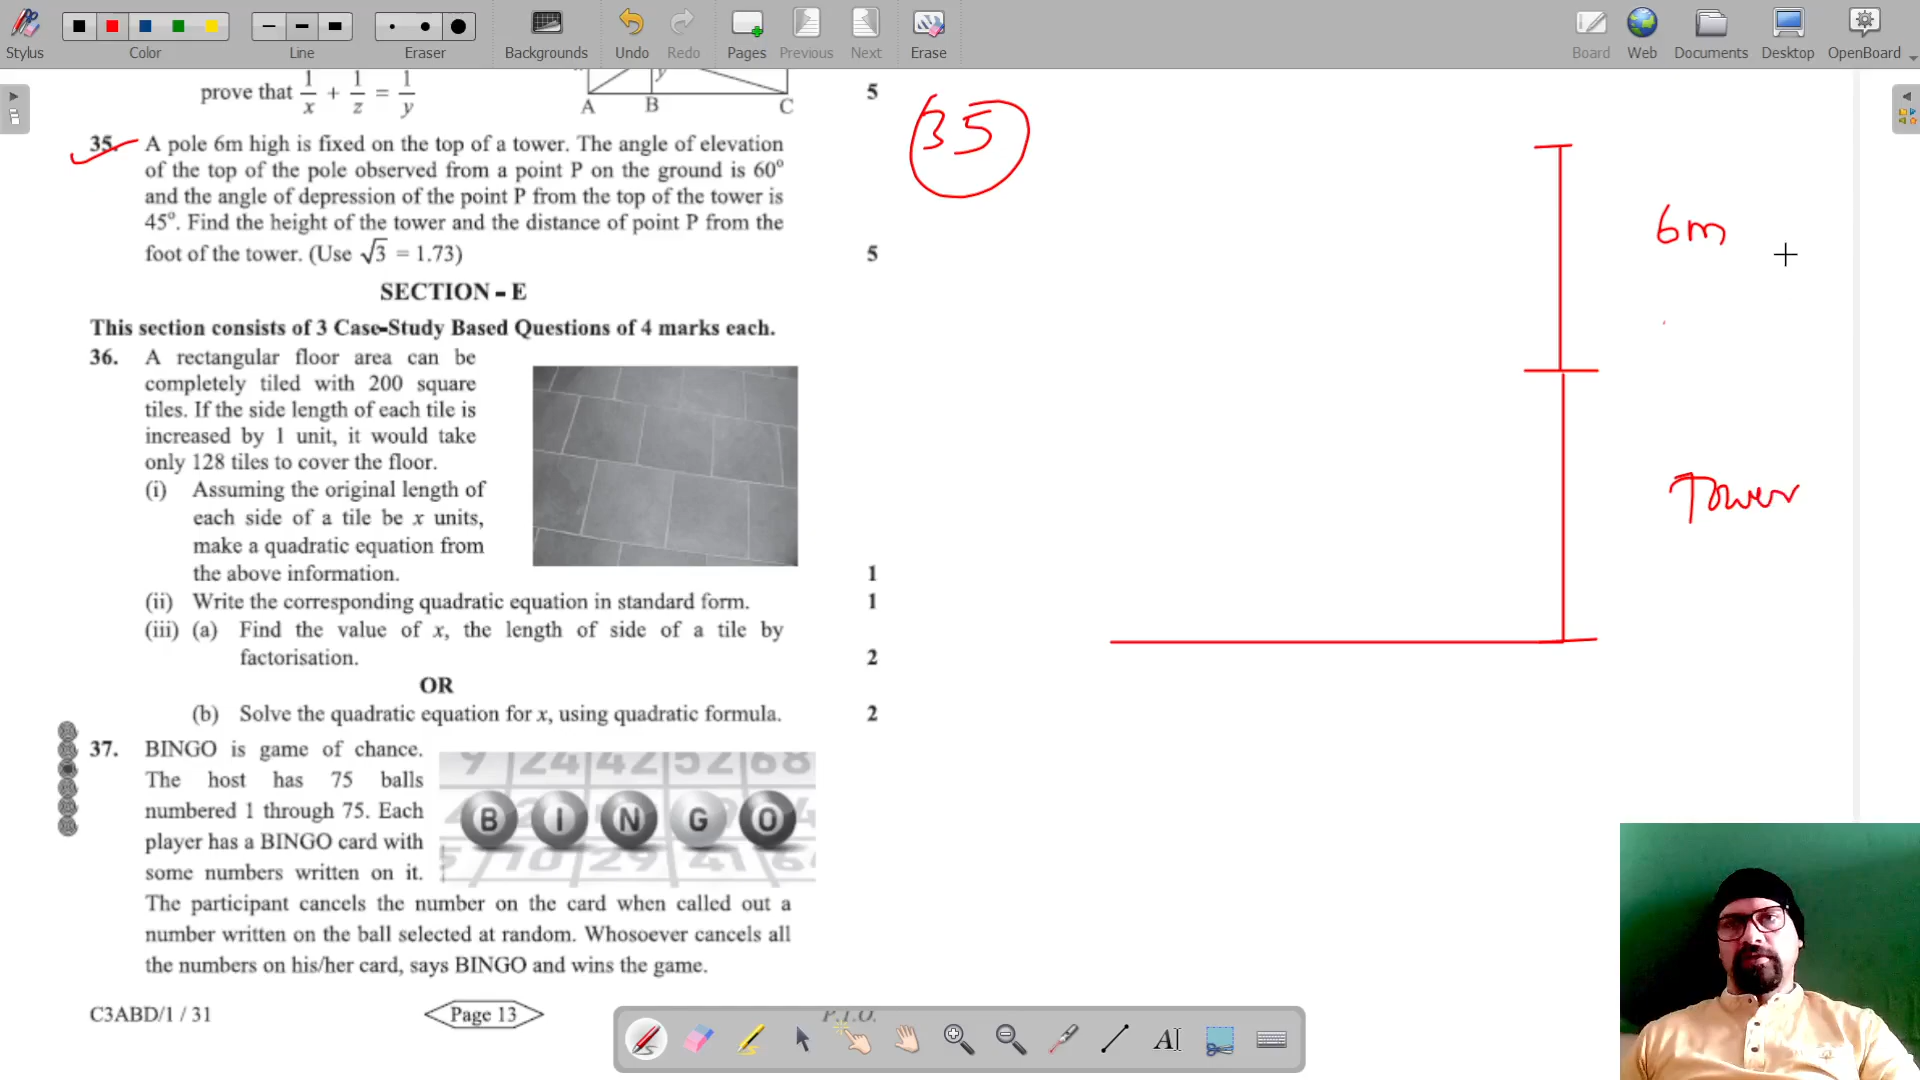 Stylus Color Line Eraser Backgrounds Undo Redo Pages Previous Next Erase Board Web Documents Desktop OpenBoard
prove that 1/x + 1/z = 1/y
y
A B C
5
35. A pole 6m high is fixed on the top of a tower. The angle of elevation
of the top of the pole observed from a point P on the ground is 60°
and the angle of depression of the point P from the top of the tower is
45°. Find the height of the tower and the distance of point P from the
foot of the tower. (Use √3 = 1.73) 5
SECTION - E
This section consists of 3 Case-Study Based Questions of 4 marks each.
36. A rectangular floor area can be
completely tiled with 200 square
tiles. If the side length of each tile is
increased by 1 unit, it would take
only 128 tiles to cover the floor.
(i) Assuming the original length of
each side of a tile be x units,
make a quadratic equation from
the above information. 1
(ii) Write the corresponding quadratic equation in standard form. 1
(iii) (a) Find the value of x, the length of side of a tile by
factorisation. 2
OR
(b) Solve the quadratic equation for x, using quadratic formula. 2
37. BINGO is game of chance.
The host has 75 balls
numbered 1 through 75. Each
player has a BINGO card with
some numbers written on it.
The participant cancels the number on the card when called out a
number written on the ball selected at random. Whosoever cancels all
the numbers on his/her card, says BINGO and wins the game.
9 24 42 52 68
B I N G O
10 29 41
C3ABD/1 / 31
Page 13
P.T.O.
35
6m
Tower